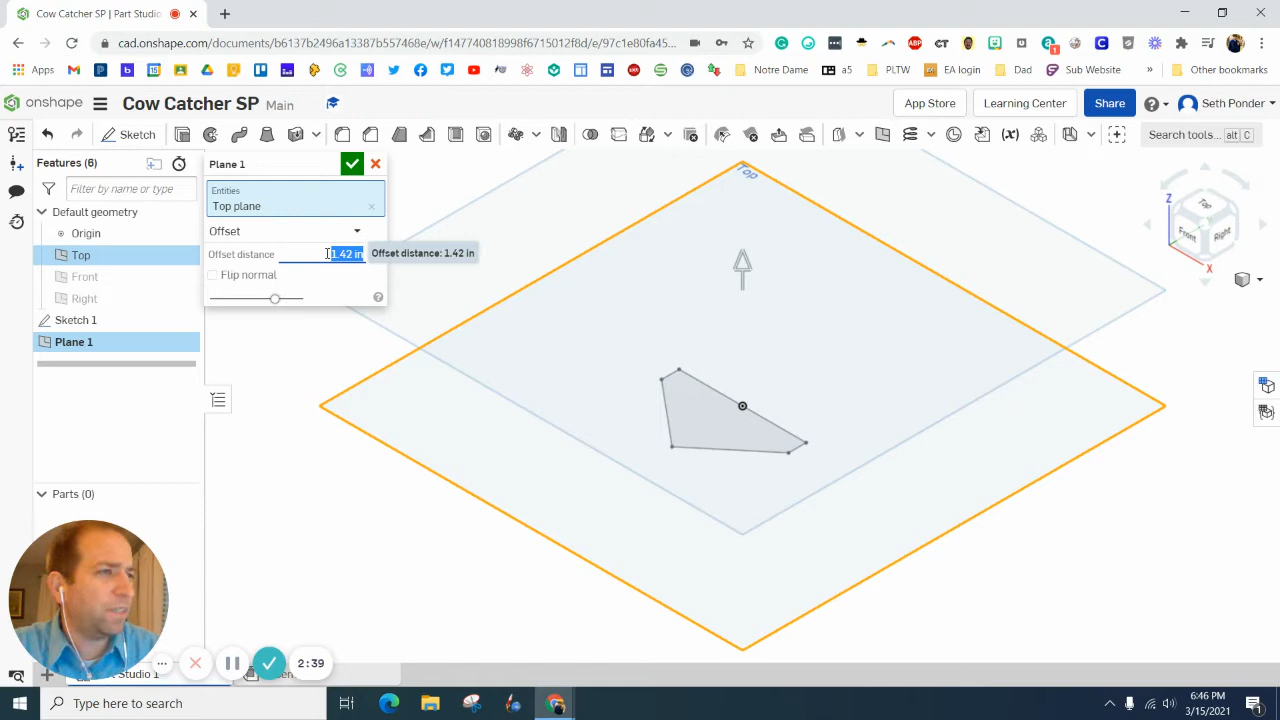 Cow Catcher SP | Part Studio
cad.onshape.com/documents/b6137b2496a13387b557468e/w/f177740818998f6715012f8d/e/97c1e80fa45...
Apps
Notre Dame
a5
PLTW
EA login
Dad
Sub Website
»
Other bookmarks
onshape
Cow Catcher SP
Main
App Store
Learning Center
Share
Seth Ponder
Sketch
Search tools...
alt
C
Features (6)
Filter by name or type
Default geometry
Origin
Top
Front
Right
Sketch 1
Plane 1
Parts (0)
Plane 1
Entities
Top plane
Offset
Offset distance
1.42 in
Offset distance: 1.42 in
Flip normal
Top
Z
Top
Front
Right
X
2:39
Type here to search
6:46 PM
3/15/2021